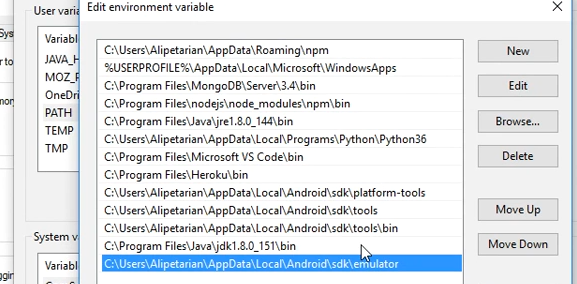 Edit environment variable
User varia
Variabl
JAVA_H
MOZ_P
OneDri
PATH
TEMP
TMP
System va
Variabl
C:\Users\Alipetarian\AppData\Roaming\npm
%USERPROFILE%\AppData\Local\Microsoft\WindowsApps
C:\Program Files\MongoDB\Server\3.4\bin
C:\Program Files\nodejs\node_modules\npm\bin
C:\Program Files\Java\jre1.8.0_144\bin
C:\Users\Alipetarian\AppData\Local\Programs\Python\Python36
C:\Program Files\Microsoft VS Code\bin
C:\Program Files\Heroku\bin
C:\Users\Alipetarian\AppData\Local\Android\sdk\platform-tools
C:\Users\Alipetarian\AppData\Local\Android\sdk\tools
C:\Users\Alipetarian\AppData\Local\Android\sdk\tools\bin
C:\Program Files\Java\jdk1.8.0_151\bin
C:\Users\Alipetarian\AppData\Local\Android\sdk\emulator
New
Edit
Browse...
Delete
Move Up
Move Down